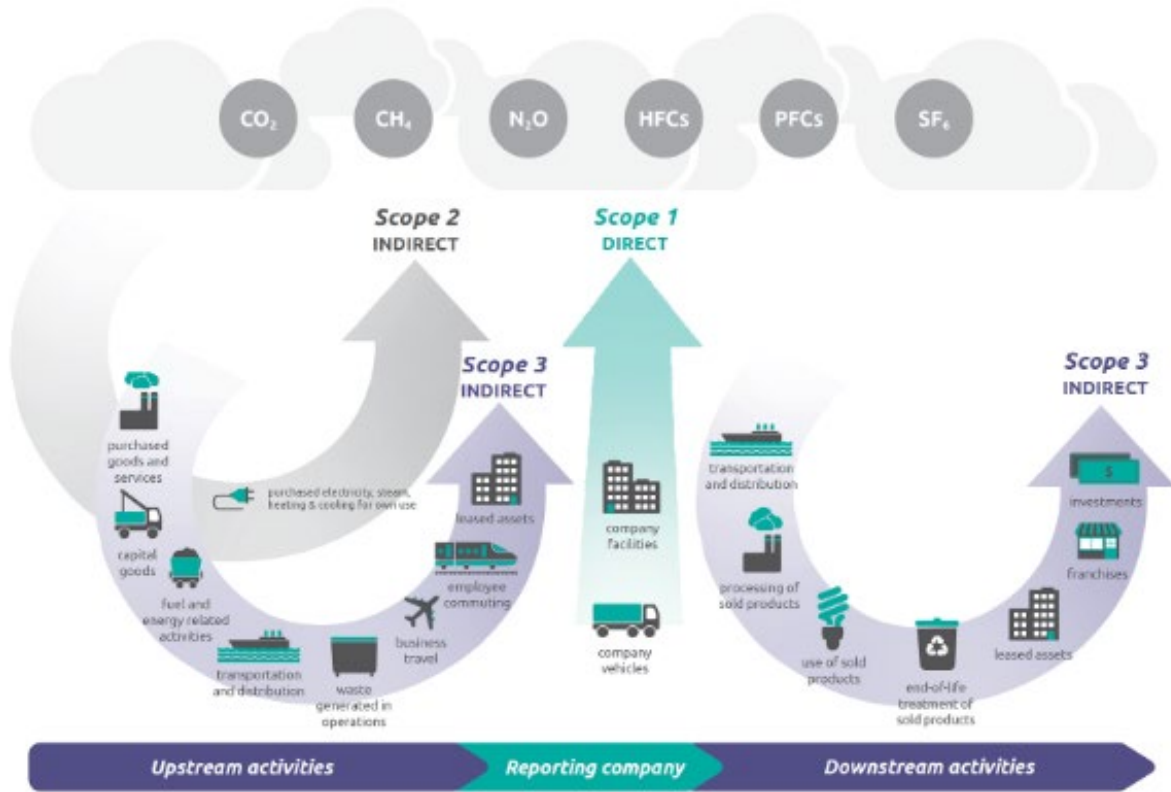 CO₂
CH₄
N₂O
HFCs
PFCs
SF₆
Scope 2
INDIRECT
Scope 1
DIRECT
Scope 3
INDIRECT
Scope 3
INDIRECT
purchased
goods and
services
capital
goods
fuel and
energy related
activities
transportation
and distribution
waste
generated in
operations
business
travel
employee
commuting
leased assets
purchased electricity, steam,
heating & cooling for own use
company
facilities
company
vehicles
transportation
and distribution
processing of
sold products
use of sold
products
end-of-life
treatment of
sold products
leased assets
franchises
$
investments
Upstream activities
Reporting company
Downstream activities